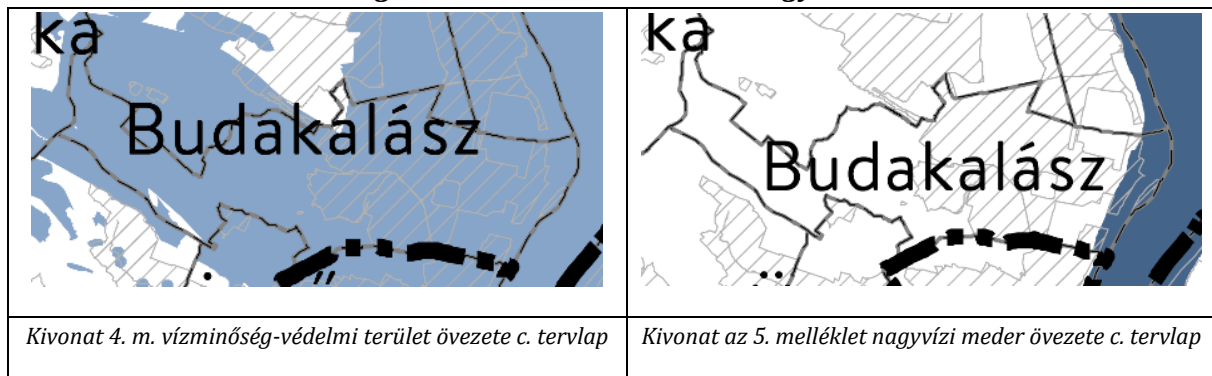 ka
Budakalász
ka
Budakalász
Kivonat 4. m. vízminőség-védelmi terület övezete c. tervlap
Kivonat az 5. melléklet nagyvízi meder övezete c. tervlap